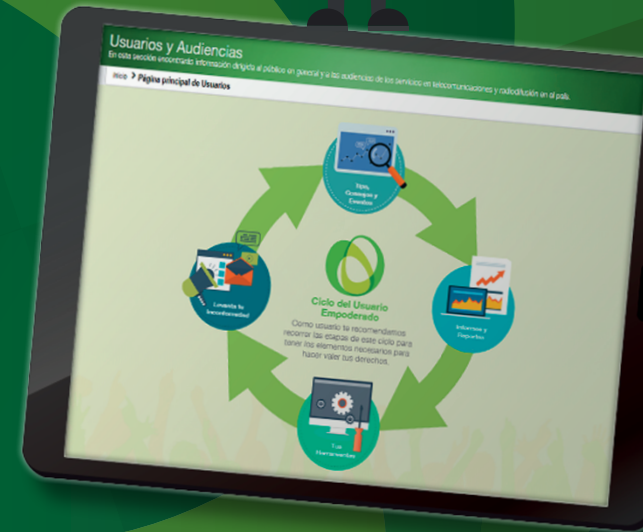 Usuarios y Audiencias
En esta sección encontrarás información dirigida al público en general y a las audiencias de los servicios en telecomunicaciones y radiodifusión en el país.
Inicio > Página principal de Usuarios
Tips,
Consejos y
Eventos
Levanta tu
Inconformidad
Ciclo del Usuario
Empoderado
Como usuario te recomendamos
recorrer las etapas de este ciclo para
tener los elementos necesarios para
hacer valer tus derechos.
Informes y
Reportes
Tus
Herramientas